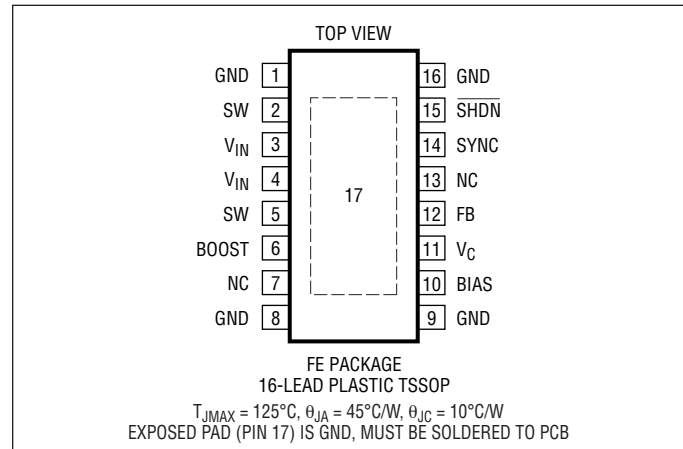 TOP VIEW
GND 1
SW 2
VIN 3
VIN 4
SW 5
BOOST 6
NC 7
GND 8
16 GND
15 SHDN
14 SYNC
13 NC
12 FB
11 VC
10 BIAS
9 GND
17
FE PACKAGE
16-LEAD PLASTIC TSSOP
TJMAX = 125°C, θJA = 45°C/W, θJC = 10°C/W
EXPOSED PAD (PIN 17) IS GND, MUST BE SOLDERED TO PCB